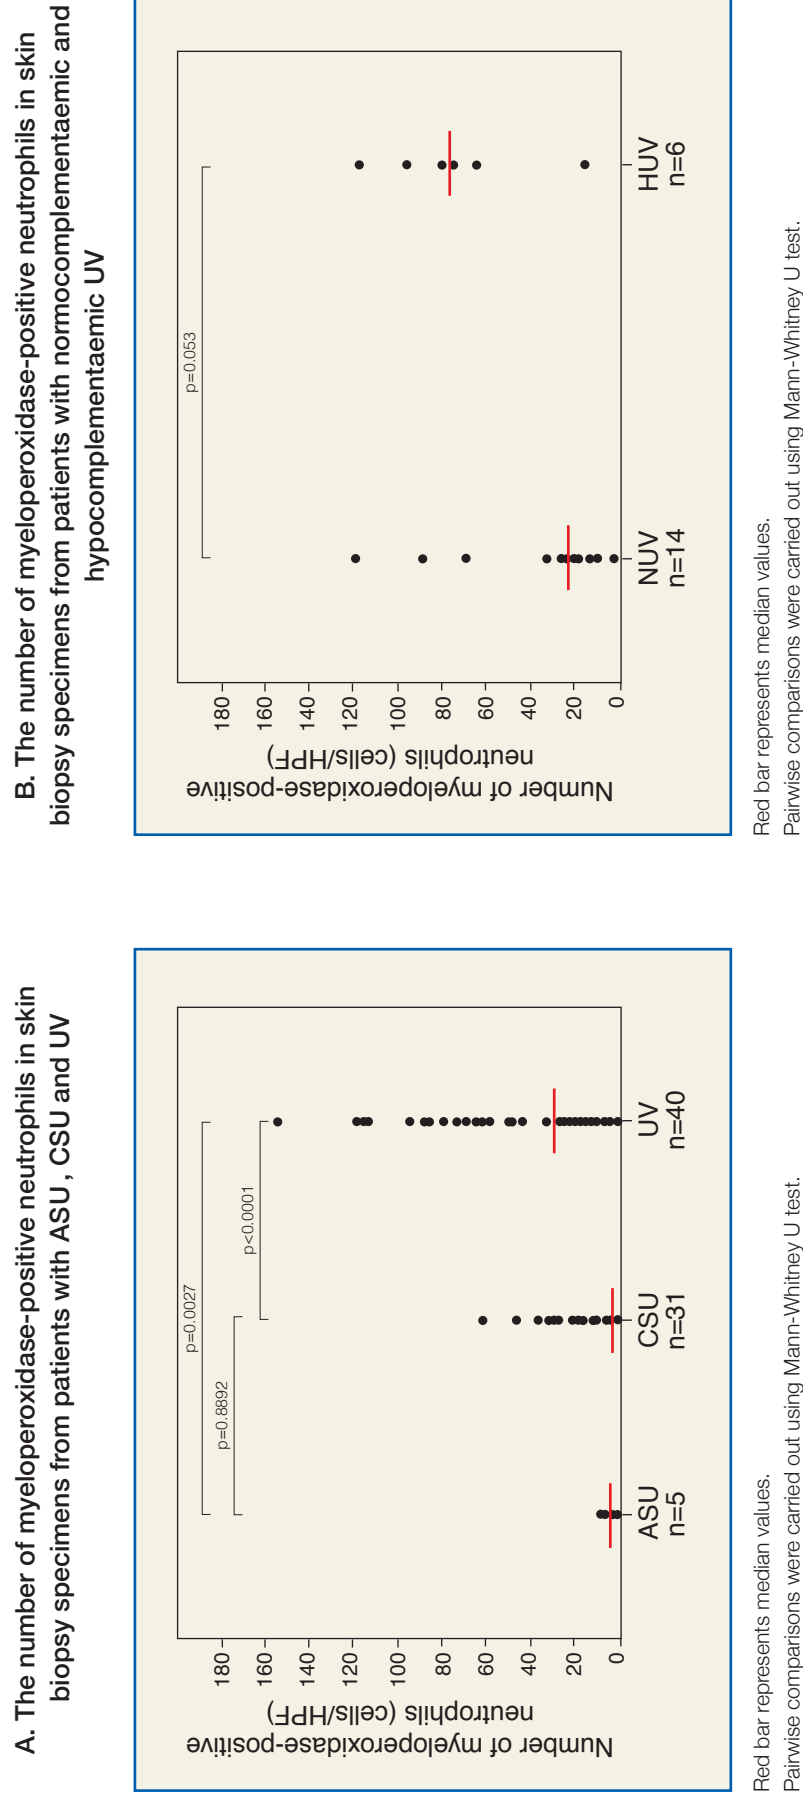 A. The number of myeloperoxidase-positive neutrophils in skin
biopsy specimens from patients with ASU, CSU and UV
Number of myeloperoxidase-positive
neutrophils (cells/HPF)
180
160
140
120
100
80
60
40
20
0
p=0.0027
p=0.8892
p<0.0001
ASU
n=5
CSU
n=31
UV
n=40
Red bar represents median values.
Pairwise comparisons were carried out using Mann-Whitney U test.
B. The number of myeloperoxidase-positive neutrophils in skin
biopsy specimens from patients with normocomplementaemic and
hypocomplementaemic UV
Number of myeloperoxidase-positive
neutrophils (cells/HPF)
180
160
140
120
100
80
60
40
20
0
p=0.053
NUV
n=14
HUV
n=6
Red bar represents median values.
Pairwise comparisons were carried out using Mann-Whitney U test.